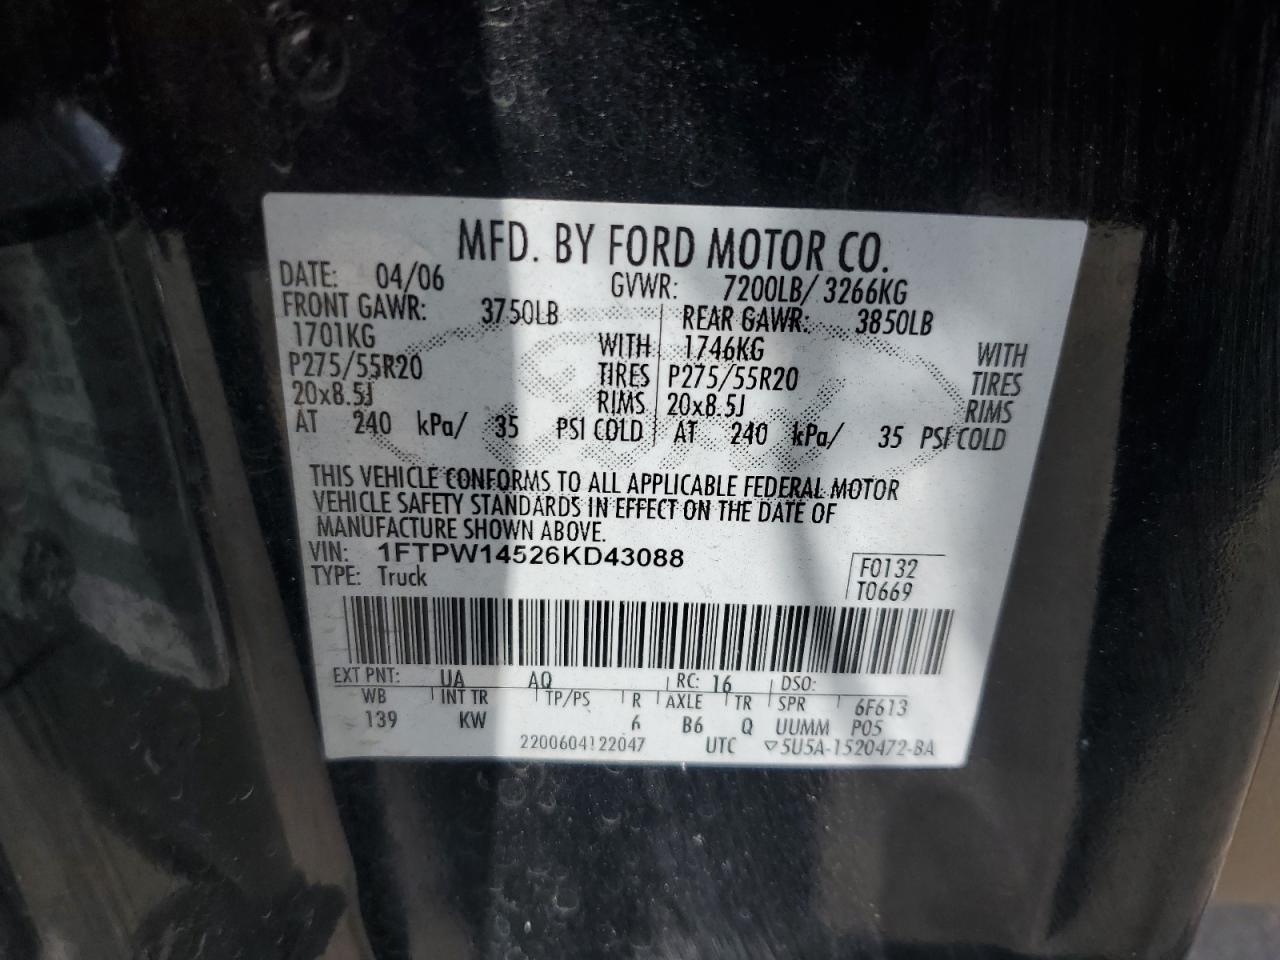 MFD. BY FORD MOTOR CO.
DATE: 04/06 GVWR: 7200LB/ 3266KG
FRONT GAWR: 3750LB REAR GAWR: 3850LB
1701KG WITH 1746KG WITH
P275/55R20 TIRES P275/55R20 TIRES
20x8.5J RIMS 20x8.5J RIMS
AT 240 kPa/ 35 PSI COLD AT 240 kPa/ 35 PSI COLD
THIS VEHICLE CONFORMS TO ALL APPLICABLE FEDERAL MOTOR
VEHICLE SAFETY STANDARDS IN EFFECT ON THE DATE OF
MANUFACTURE SHOWN ABOVE.
VIN: 1FTPW14526KD43088 F0132
TYPE: Truck T0669
EXT PNT: UA AQ RC: 16 DSO:
WB INT TR TP/PS R AXLE TR SPR 6F613
139 KW 6 B6 Q UUMM P05
2200604122047 UTC ▽5U5A-1520472-BA